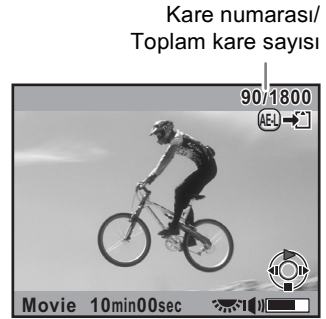 Kare numarası/
Toplam kare sayısı
90/1800
AE-L
Movie 10min00sec